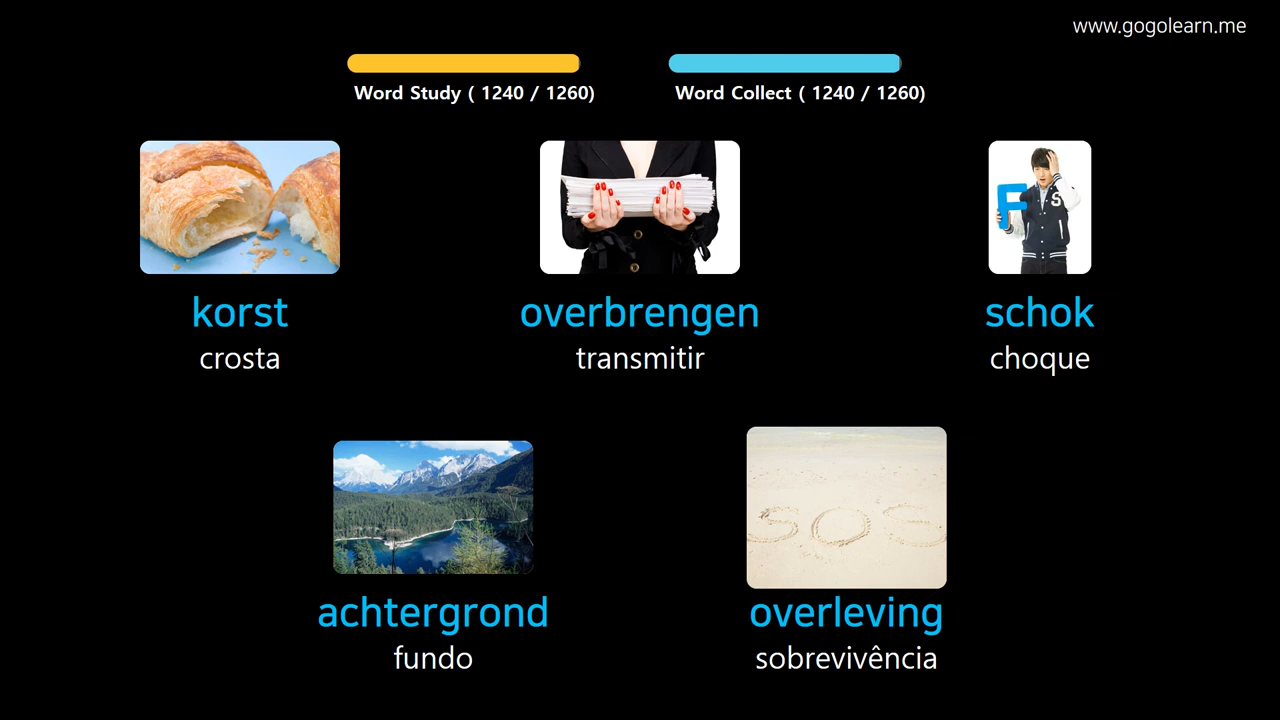 www.gogolearn.me
Word Study ( 1240 / 1260)
Word Collect ( 1240 / 1260)
F
S
korst
overbrengen
schok
crosta
transmitir
choque
SOS
achtergrond
overleving
fundo
sobrevivência